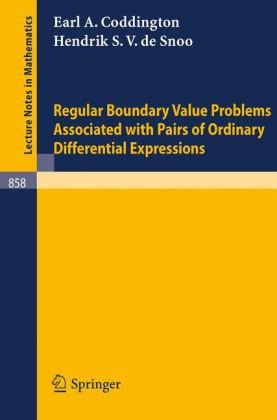 Lecture Notes in Mathematics
858
Earl A. Coddington
Hendrik S. V. de Snoo
Regular Boundary Value Problems
Associated with Pairs of Ordinary
Differential Expressions
Springer